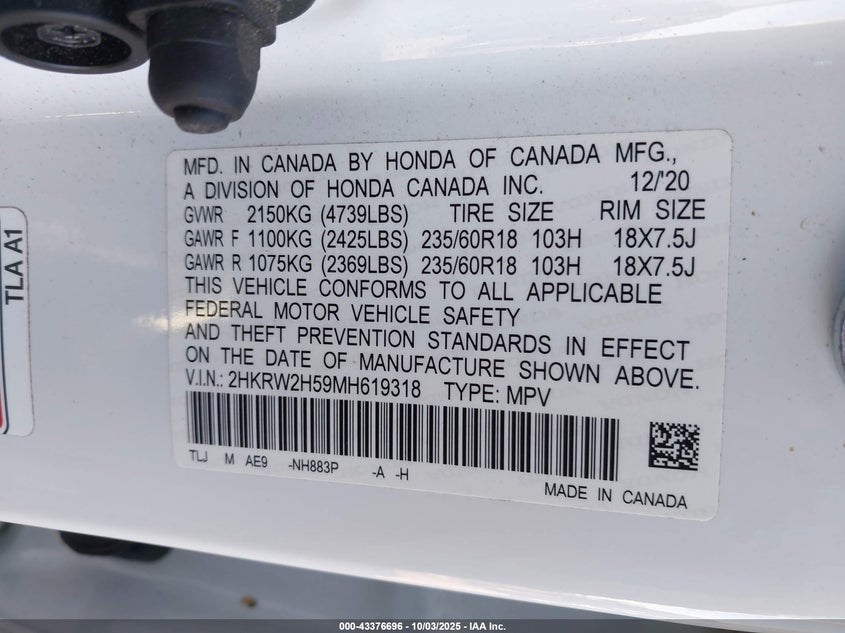 MFD. IN CANADA BY HONDA OF CANADA MFG.,
A DIVISION OF HONDA CANADA INC. 12/'20
GVWR 2150KG (4739LBS) TIRE SIZE RIM SIZE
GAWR F 1100KG (2425LBS) 235/60R18 103H 18X7.5J
GAWR R 1075KG (2369LBS) 235/60R18 103H 18X7.5J
THIS VEHICLE CONFORMS TO ALL APPLICABLE
FEDERAL MOTOR VEHICLE SAFETY
AND THEFT PREVENTION STANDARDS IN EFFECT
ON THE DATE OF MANUFACTURE SHOWN ABOVE.
V.I.N.: 2HKRW2H59MH619318 TYPE: MPV
TLJ M AE9 -NH883P -A -H
MADE IN CANADA
TLA A1
000-43376696 - 10/03/2025 - IAA Inc.